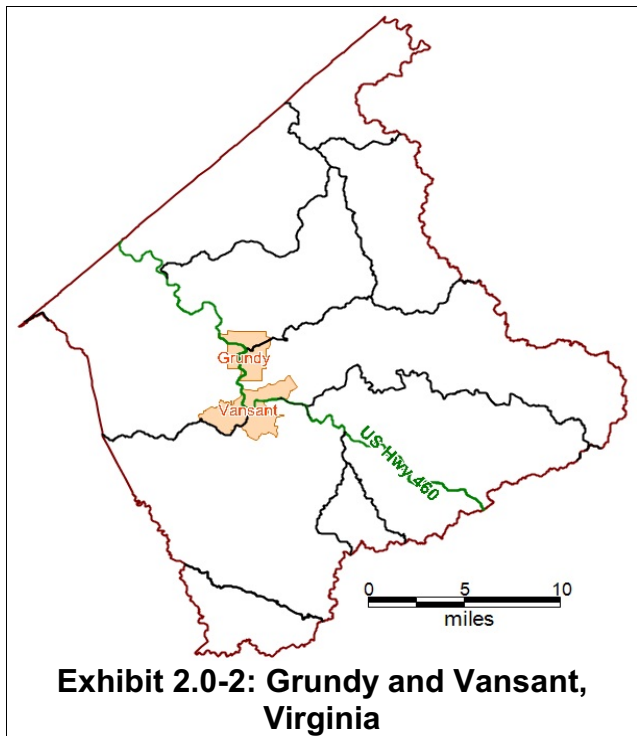 Grundy
Vansant
US Hwy 460
0 5 10
miles
Exhibit 2.0-2: Grundy and Vansant,
Virginia